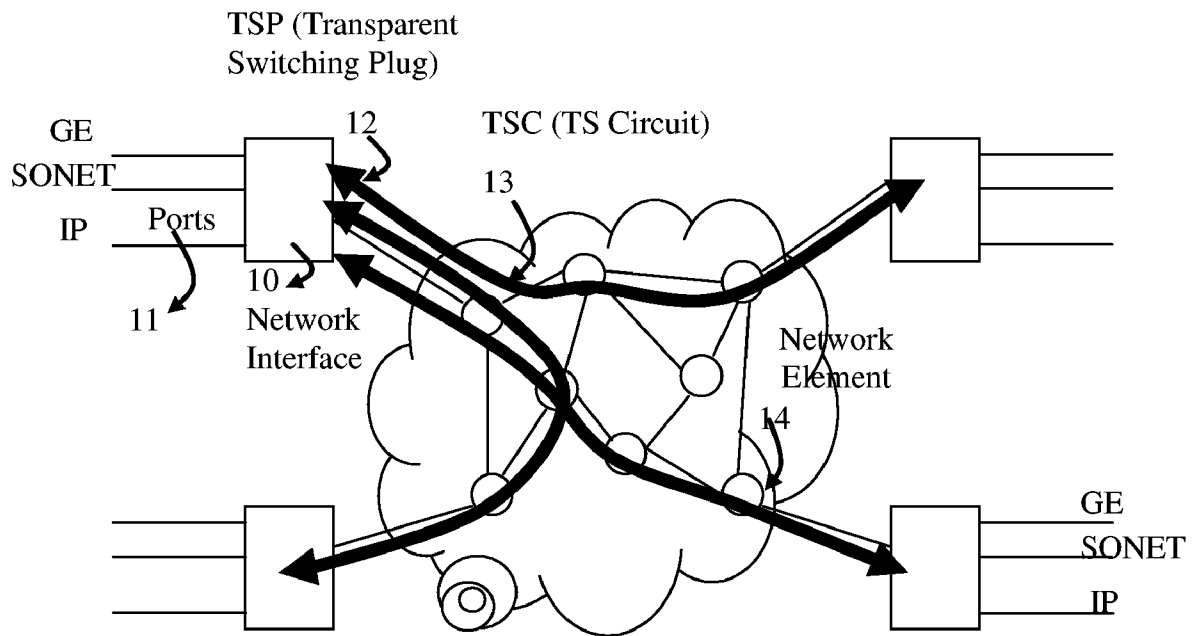 TSP (Transparent
Switching Plug)
12
TSC (TS Circuit)
GE
SONET
IP
Ports
13
11
10
Network
Interface
Network
Element
14
GE
SONET
IP